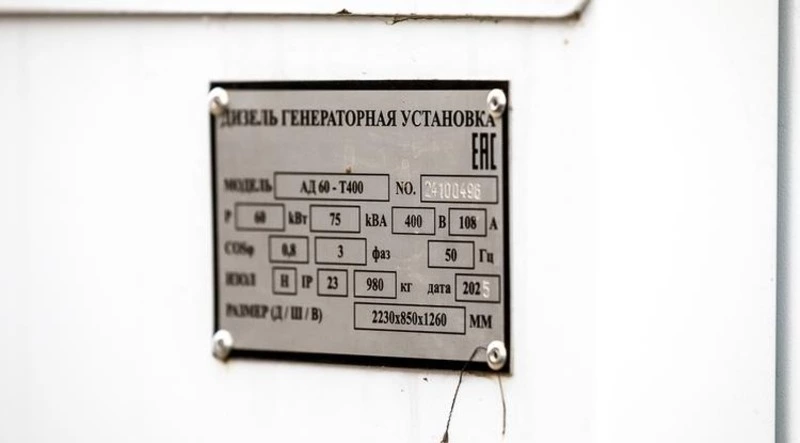 ДИЗЕЛЬ ГЕНЕРАТОРНАЯ УСТАНОВКА
EAC
МОДЕЛЬ АД 60 - Т400 NO. 24100496
Р 60 кВт 75 kBA 400 В 108 А
COSφ 0,8 3 фаз 50 Гц
ИЗОЛ H IP 23 980 кг дата 2025
РАЗМЕР (Д / Ш / В) 2230x850x1260 ММ